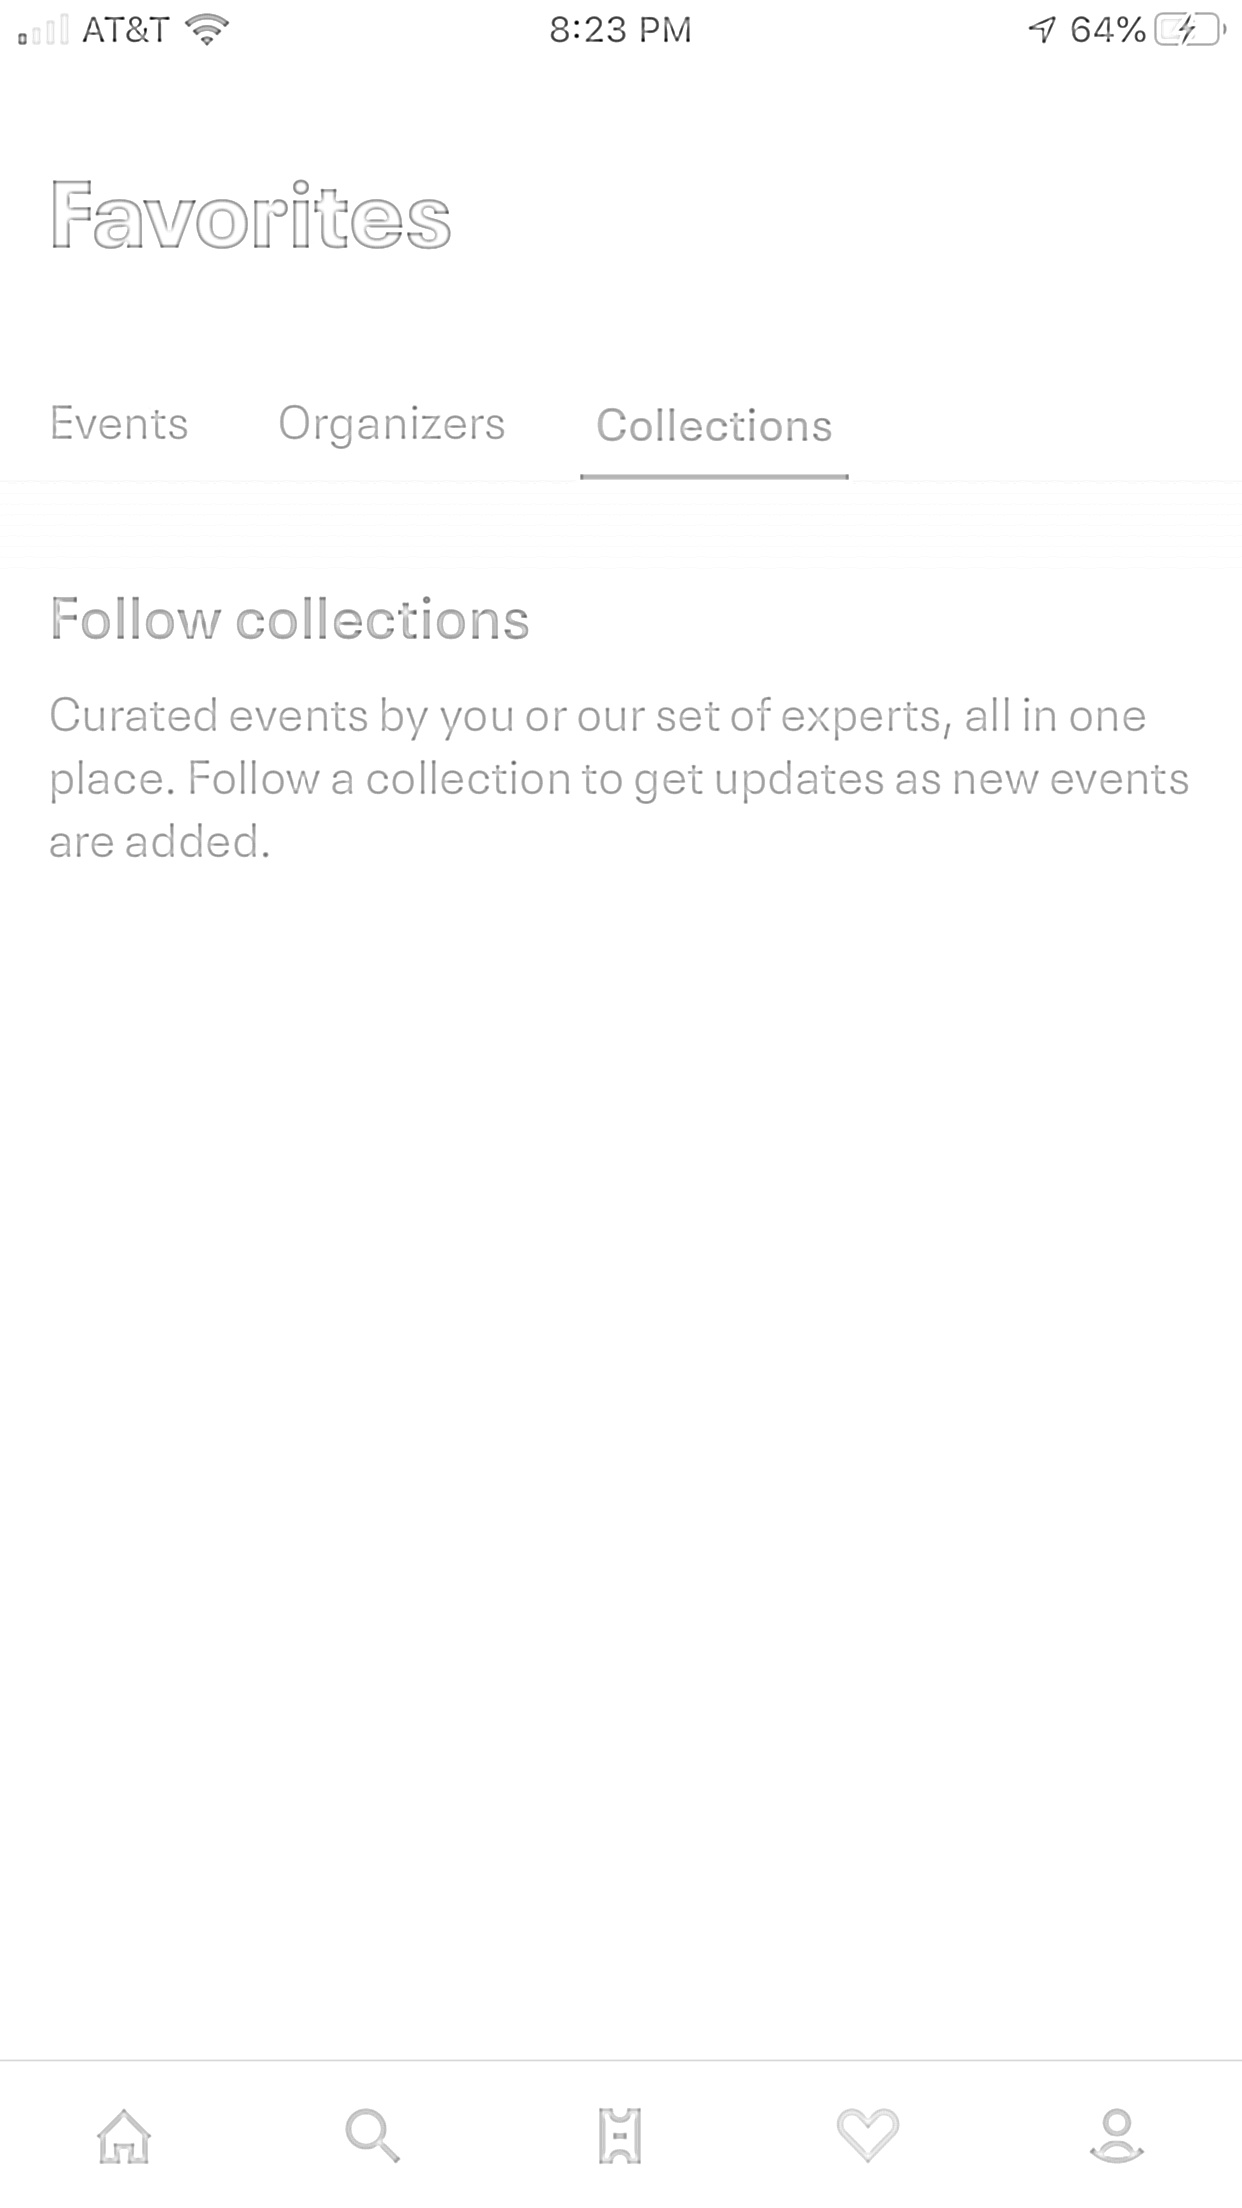 AT&T 8:23 PM 64%
Favorites
Events Organizers Collections
Follow collections
Curated events by you or our set of experts, all in one
place. Follow a collection to get updates as new events
are added.